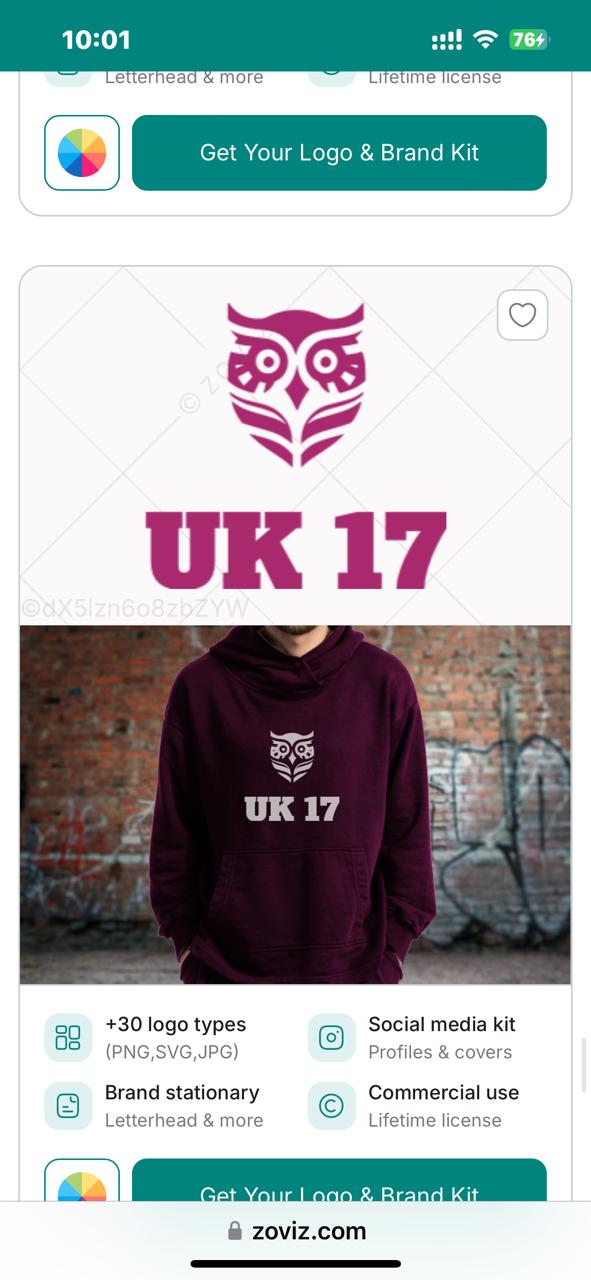 10:01
76
Letterhead & more
Lifetime license
Get Your Logo & Brand Kit
UK 17
©dX5lzn6o8zbZYW
UK 17
+30 logo types
(PNG,SVG,JPG)
Social media kit
Profiles & covers
Brand stationary
Letterhead & more
Commercial use
Lifetime license
Get Your Logo & Brand Kit
zoviz.com